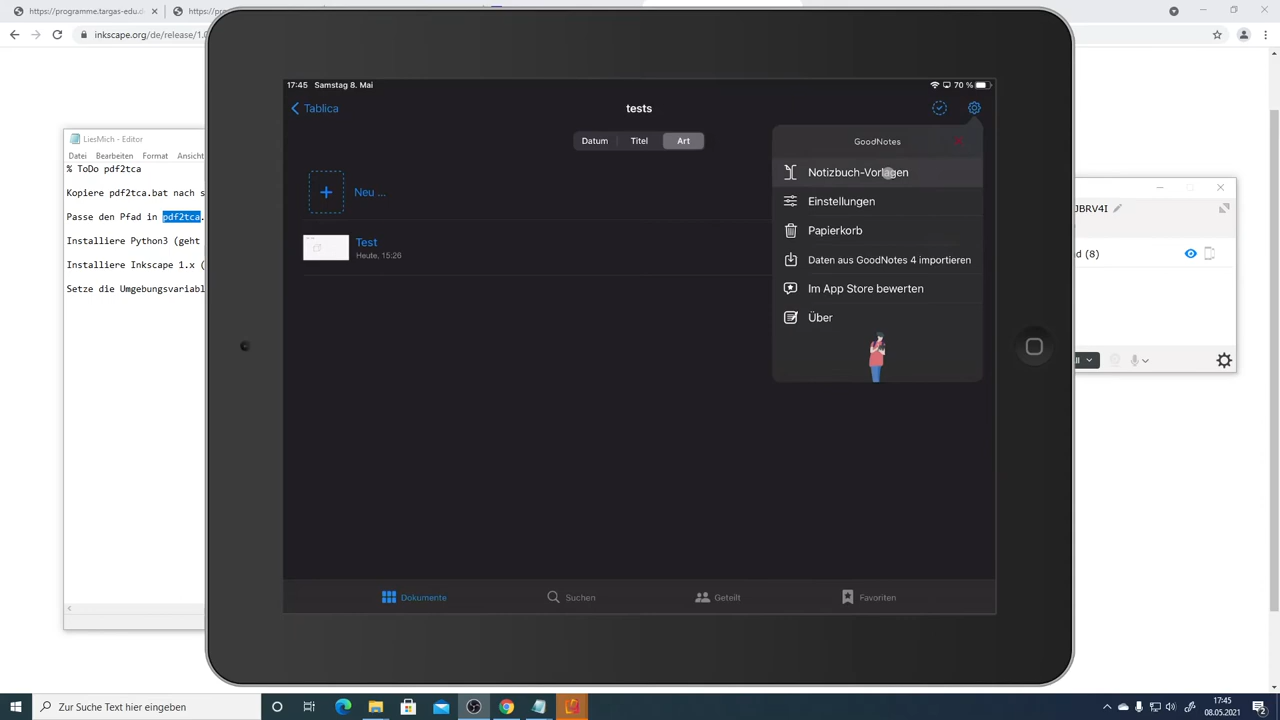 https://programme.targas-edu.d
https://programme.targ
inkscape.org/de/release/1.0
LiesMich - Editor
Datei Bearbeiten Format Ansicht
% ToDo pdf2tca
Kopiere pdf2tca.bat nach s
Passe den Pfad in pdf2tca.
Installiere Python3 (geht
Installiere Inkscape 1.x (
Setze die Umgebungsvariabl
17:45 Samstag 8. Mai
70 %
Tablica
tests
Datum Titel Art
Neu ...
Test
Heute, 15:26
GoodNotes
Notizbuch-Vorlagen
Einstellungen
Papierkorb
Daten aus GoodNotes 4 importieren
Im App Store bewerten
Über
Dokumente Suchen Geteilt Favoriten
JBRV4I
d (8)
Zur Suche Text hier eingeben
17:45
08.05.2021
2